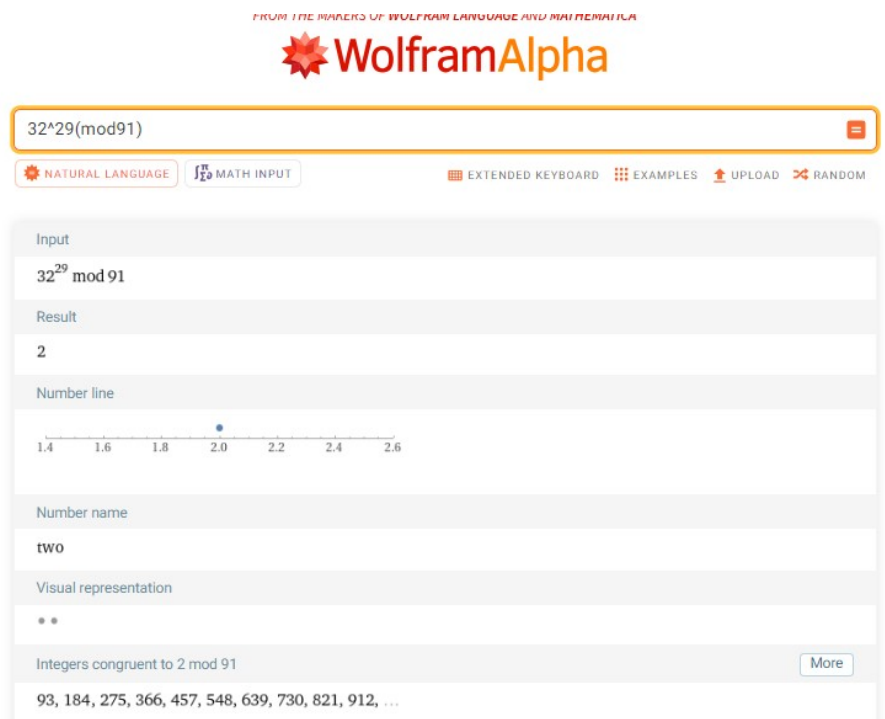 FROM THE MAKERS OF WOLFRAM LANGUAGE AND MATHEMATICA
WolframAlpha
32^29(mod91)
NATURAL LANGUAGE MATH INPUT EXTENDED KEYBOARD EXAMPLES UPLOAD RANDOM
Input
32^29 mod 91
Result
2
Number line
1.4 1.6 1.8 2.0 2.2 2.4 2.6
Number name
two
Visual representation
Integers congruent to 2 mod 91 More
93, 184, 275, 366, 457, 548, 639, 730, 821, 912, ...